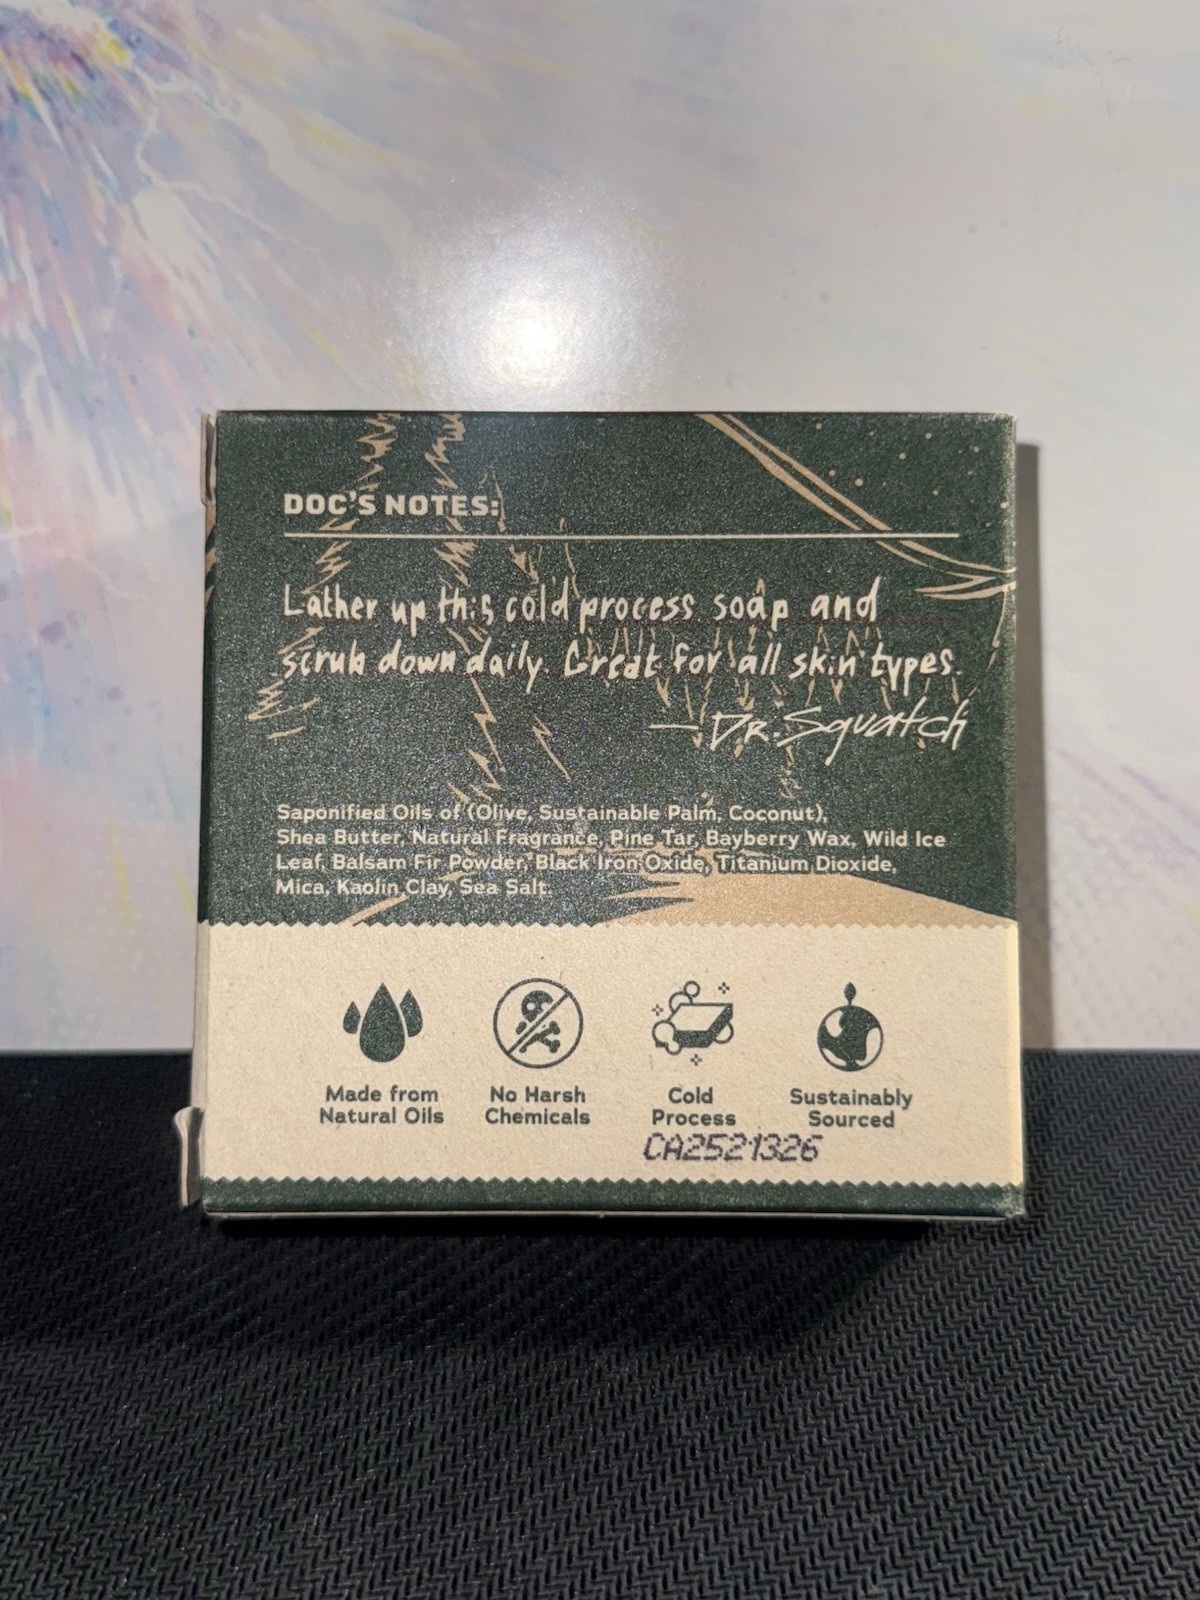 DOC'S NOTES:
Lather up this cold process soap and
scrub down daily. Great for all skin types.
— DR. Squatch
Saponified Oils of (Olive, Sustainable Palm, Coconut),
Shea Butter, Natural Fragrance, Pine Tar, Bayberry Wax, Wild Ice
Leaf, Balsam Fir Powder, Black Iron Oxide, Titanium Dioxide,
Mica, Kaolin Clay, Sea Salt.
Made from
Natural Oils
No Harsh
Chemicals
Cold
Process
Sustainably
Sourced
CA2521326